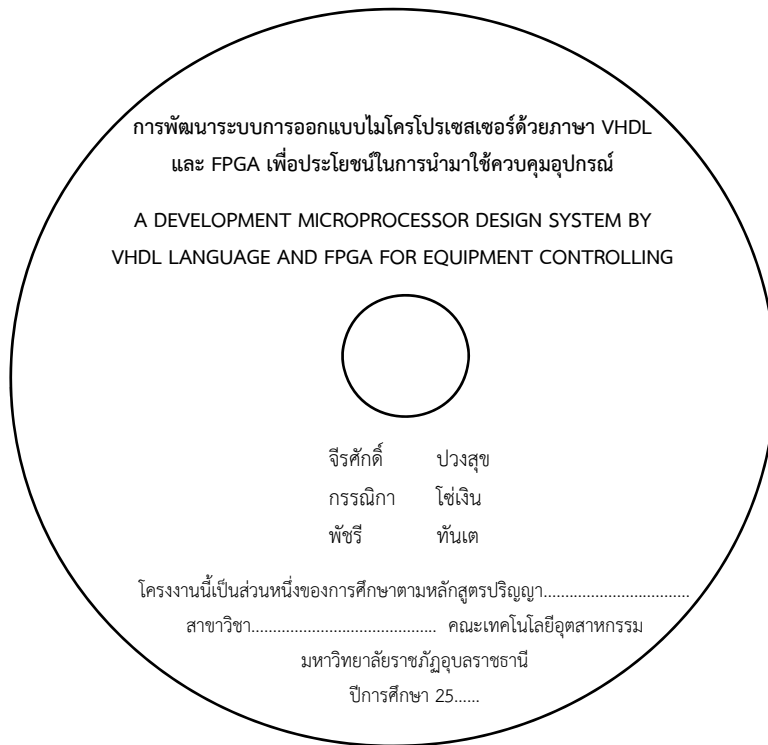 การพัฒนาระบบการออกแบบไมโครโปรเซสเซอร์ด้วยภาษา VHDL
และ FPGA เพื่อประโยชน์ในการนำมาใช้ควบคุมอุปกรณ์
A DEVELOPMENT MICROPROCESSOR DESIGN SYSTEM BY
VHDL LANGUAGE AND FPGA FOR EQUIPMENT CONTROLLING
จีรศักดิ์ ปวงสุข
กรรณิกา โซ่เงิน
พัชรี ทันเต
โครงงานนี้เป็นส่วนหนึ่งของการศึกษาตามหลักสูตรปริญญา..................................
สาขาวิชา........................................... คณะเทคโนโลยีอุตสาหกรรม
มหาวิทยาลัยราชภัฏอุบลราชธานี
ปีการศึกษา 25......